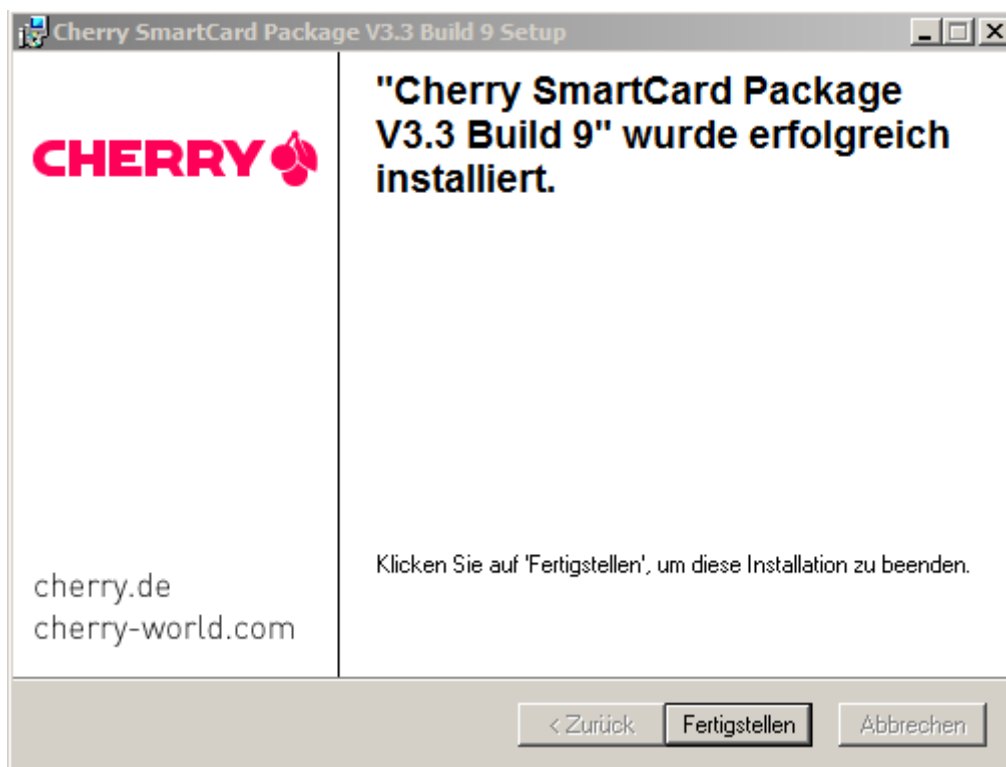 Cherry SmartCard Package V3.3 Build 9 Setup
CHERRY
"Cherry SmartCard Package
V3.3 Build 9" wurde erfolgreich
installiert.
Klicken Sie auf 'Fertigstellen', um diese Installation zu beenden.
cherry.de
cherry-world.com
< Zurück
Fertigstellen
Abbrechen